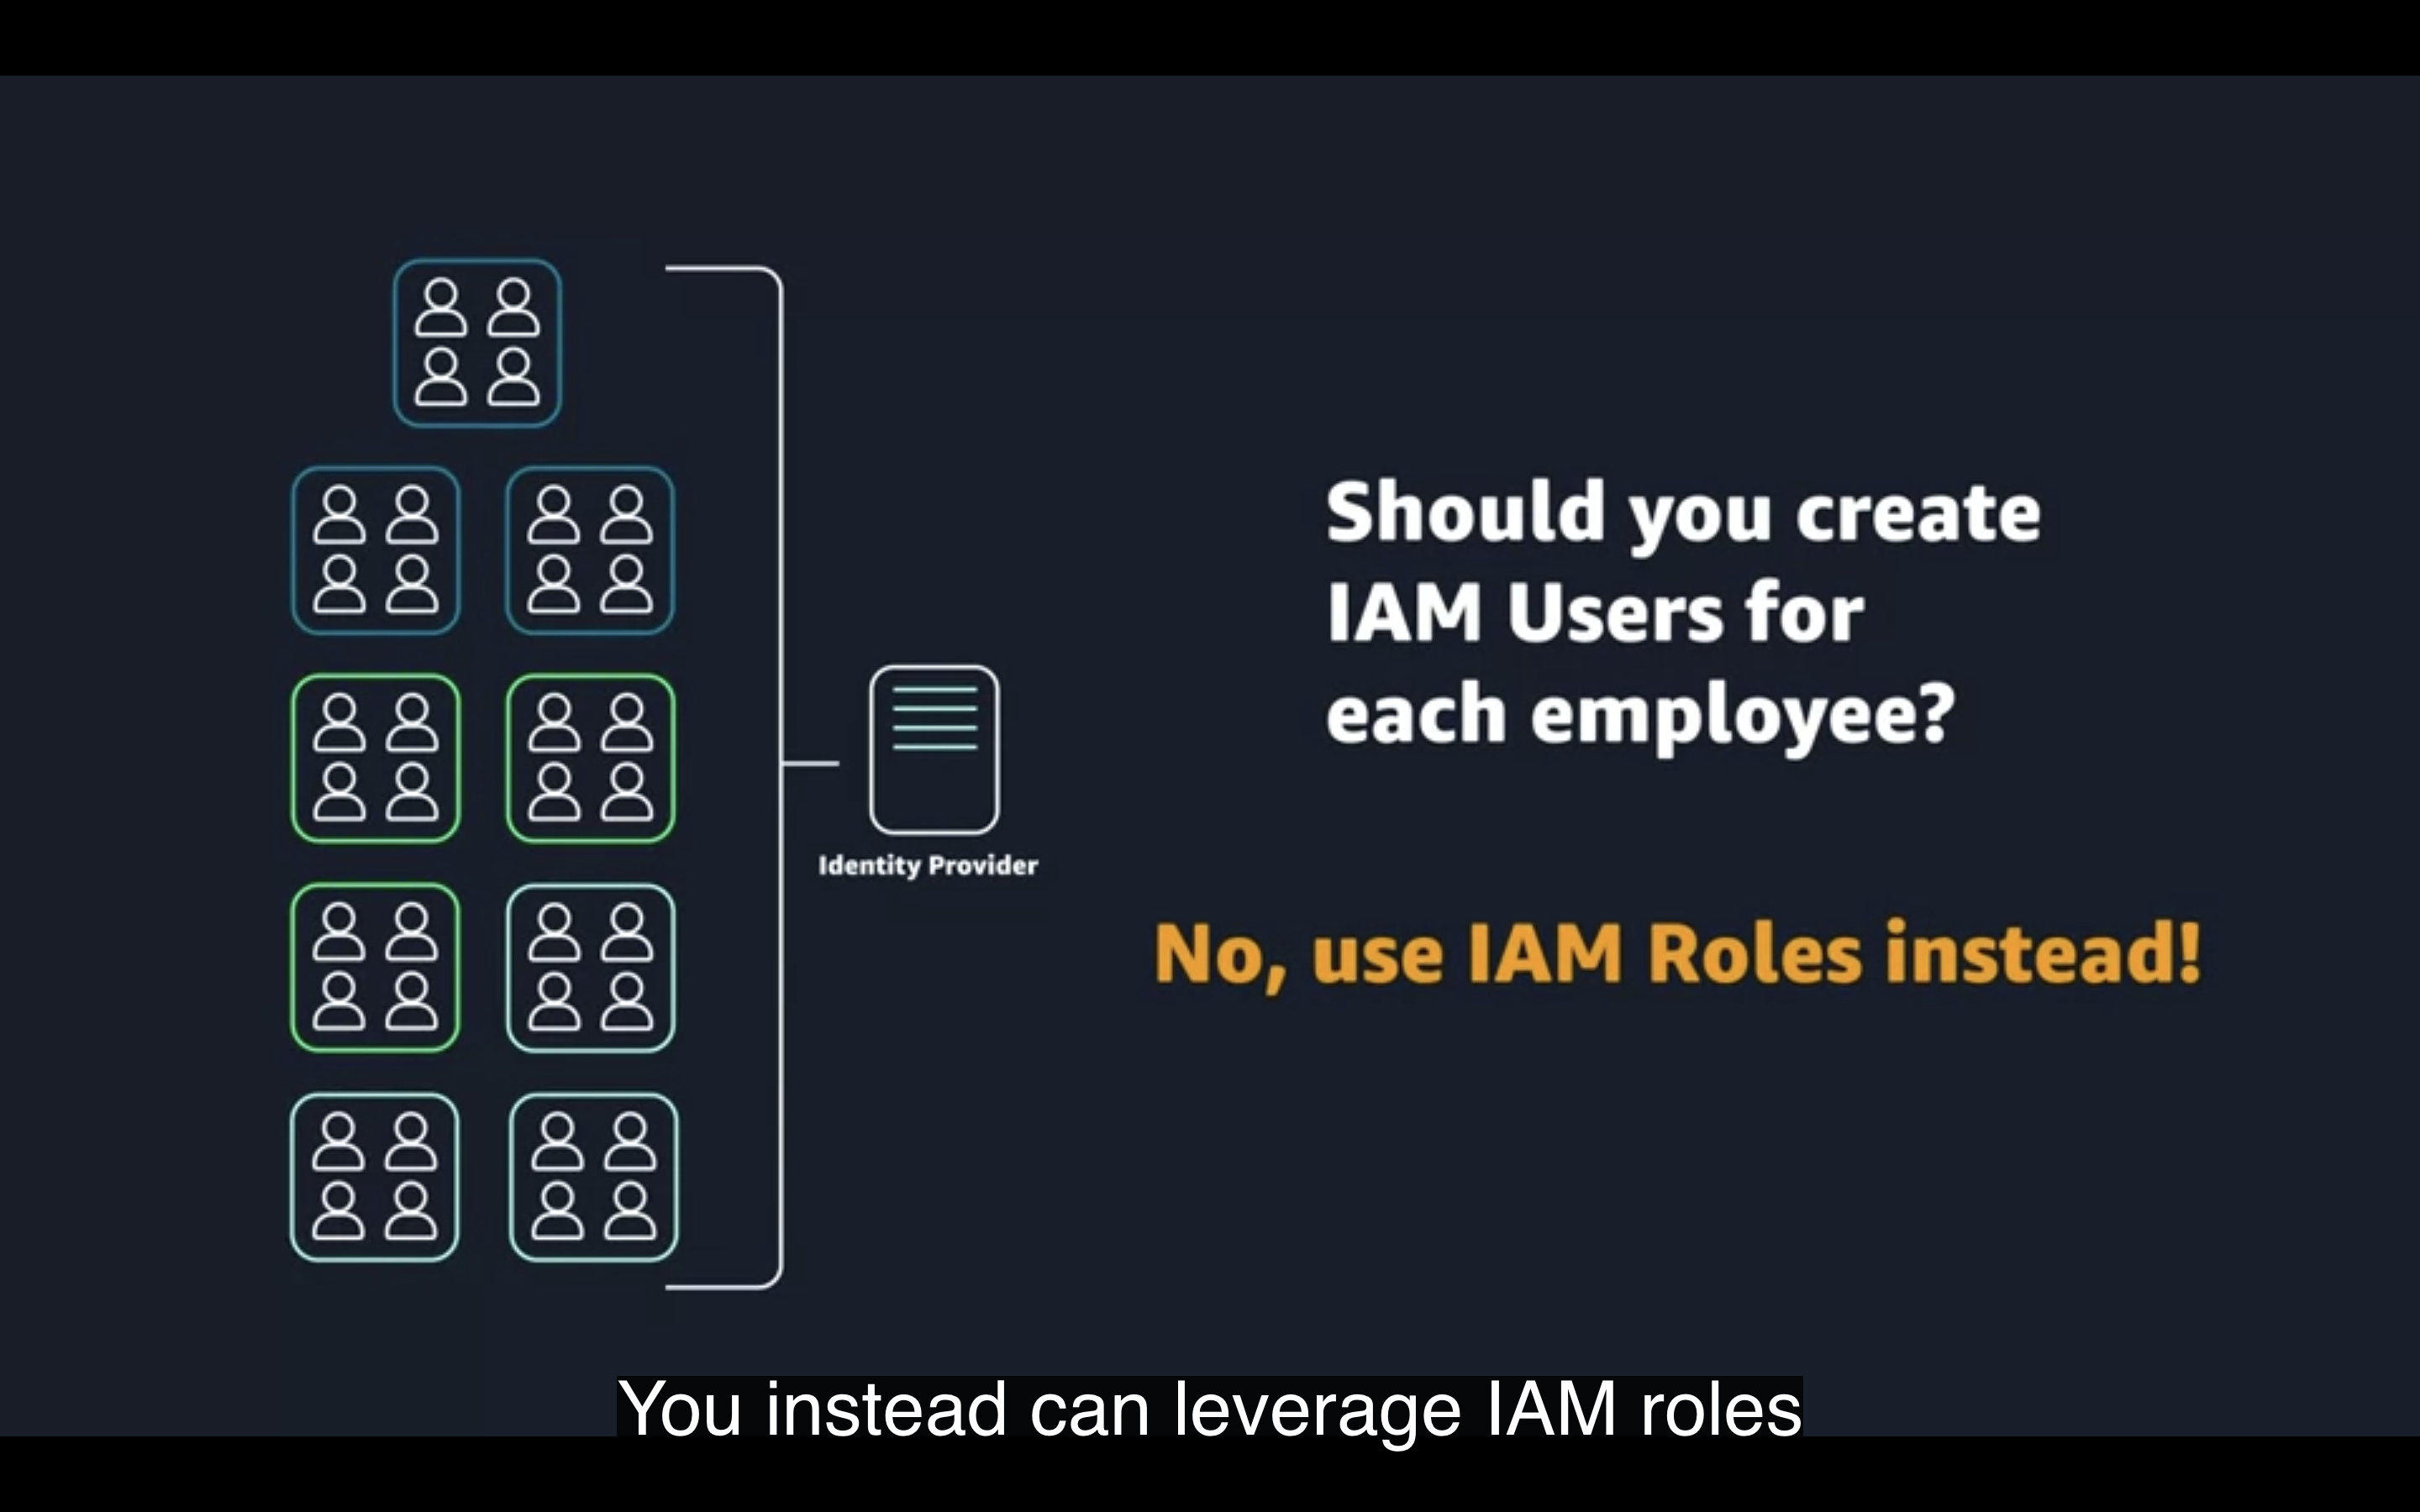 Should you create
IAM Users for
each employee?
Identity Provider
No, use IAM Roles instead!
You instead can leverage IAM roles